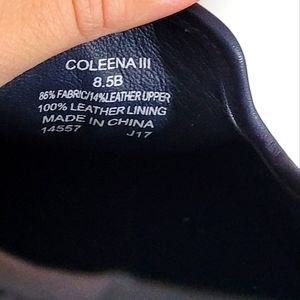 COLEENA III
8.5B
86% FABRIC/14%LEATHER UPPER
100% LEATHER LINING
MADE IN CHINA
14557 J17